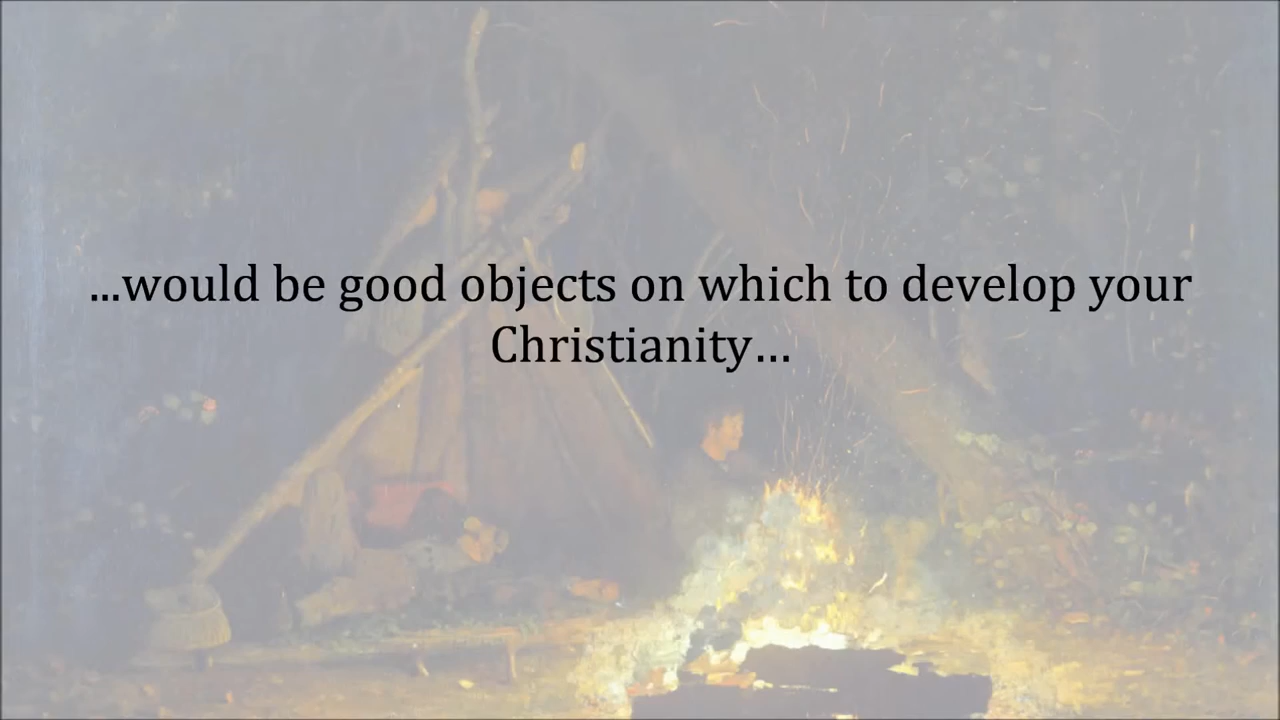 ...would be good objects on which to develop your
Christianity…